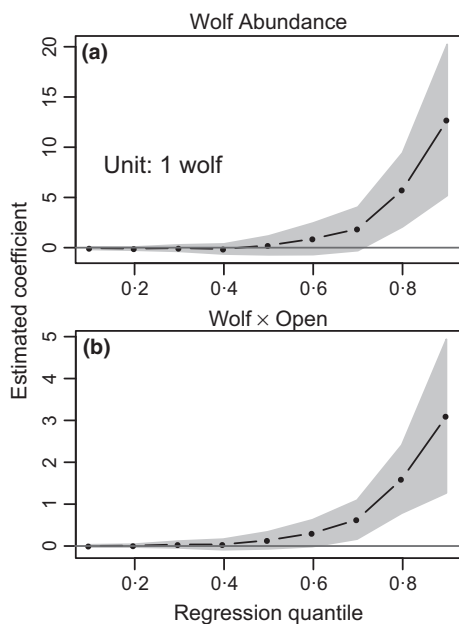 Wolf Abundance
(a)
Unit: 1 wolf
20
15
10
5
0
0·2 0·4 0·6 0·8
Wolf × Open
(b)
5
4
3
2
1
0
0·2 0·4 0·6 0·8
Estimated coefficient
Regression quantile